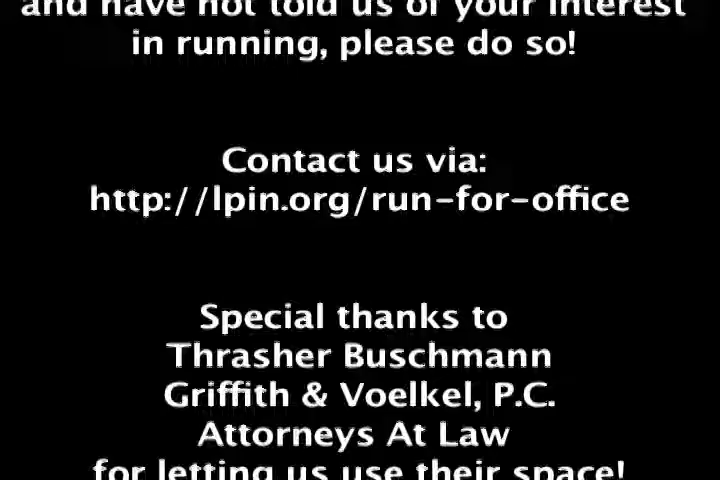 and have not told us of your interest
in running, please do so!
Contact us via:
http://lpin.org/run-for-office
Special thanks to
Thrasher Buschmann
Griffith & Voelkel, P.C.
Attorneys At Law
for letting us use their space!